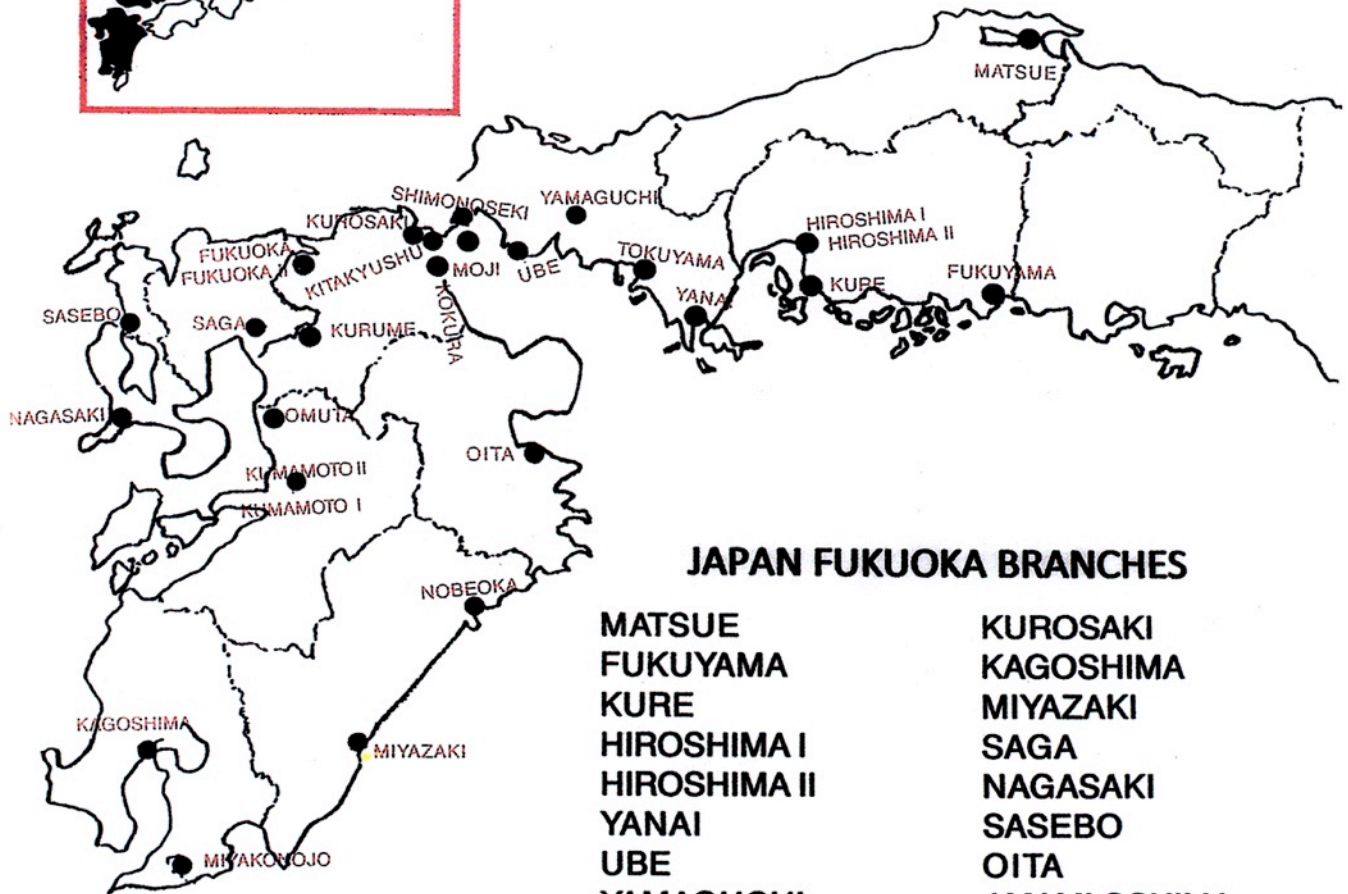 MATSUE
SHIMONOSEKI
YAMAGUCHI
KUROSAKI
HIROSHIMA I
HIROSHIMA II
FUKUOKA
FUKUOKA II
KITAKYUSHU
MOJI
UBE
TOKUYAMA
FUKUYAMA
KURE
YANAI
SASEBO
SAGA
KURUME
KOKURA
NAGASAKI
OMUTA
OITA
KUMAMOTO II
KUMAMOTO I
NOBEOKA
KAGOSHIMA
MIYAZAKI
MIYAKONOJO
JAPAN FUKUOKA BRANCHES
MATSUE
FUKUYAMA
KURE
HIROSHIMA I
HIROSHIMA II
YANAI
UBE
KUROSAKI
KAGOSHIMA
MIYAZAKI
SAGA
NAGASAKI
SASEBO
OITA